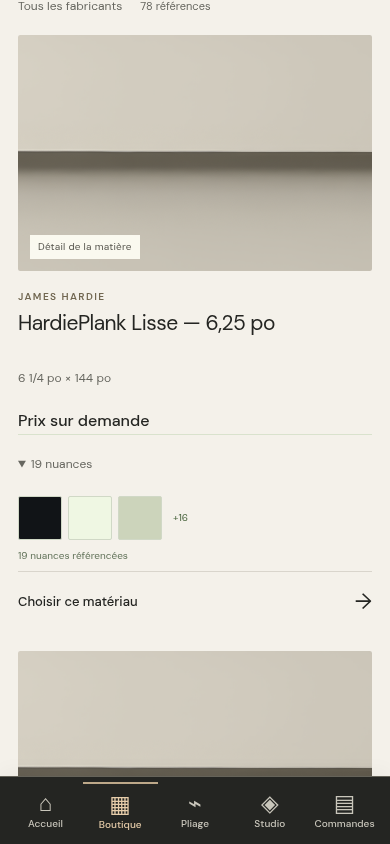 Tous les fabricants 78 références
Détail de la matière
JAMES HARDIE
HardiePlank Lisse — 6,25 po
6 1/4 po × 144 po
Prix sur demande
▼ 19 nuances
+16
19 nuances référencées
Choisir ce matériau
Accueil Boutique Pliage Studio Commandes